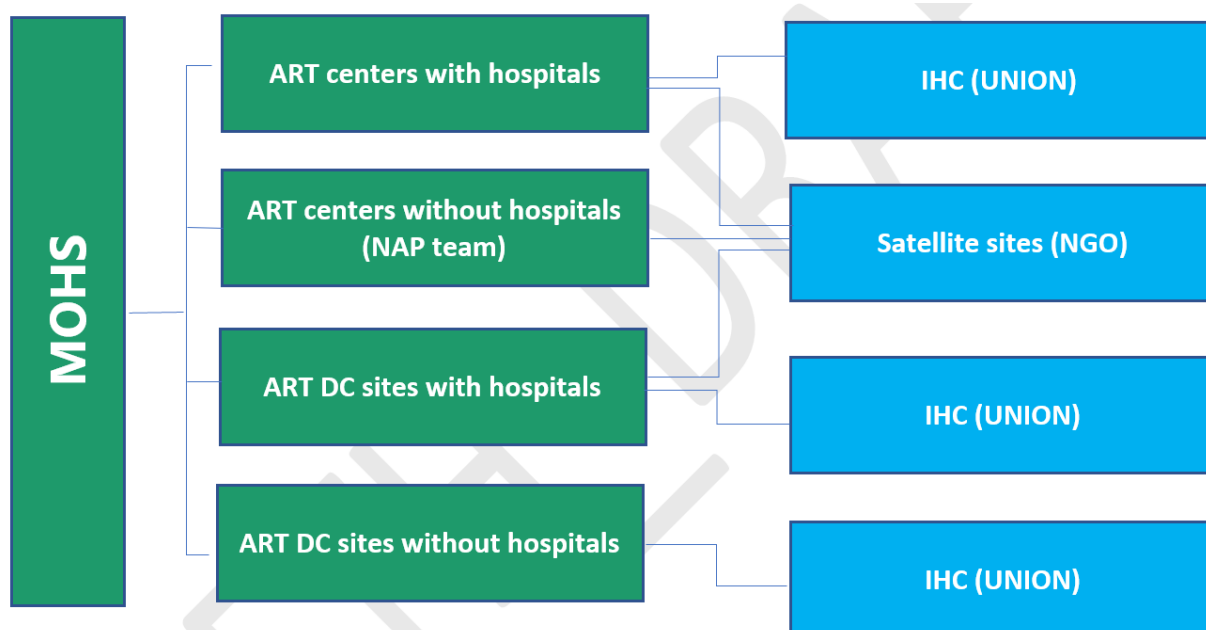 MOHS
ART centers with hospitals
IHC (UNION)
ART centers without hospitals
(NAP team)
Satellite sites (NGO)
ART DC sites with hospitals
IHC (UNION)
ART DC sites without hospitals
IHC (UNION)